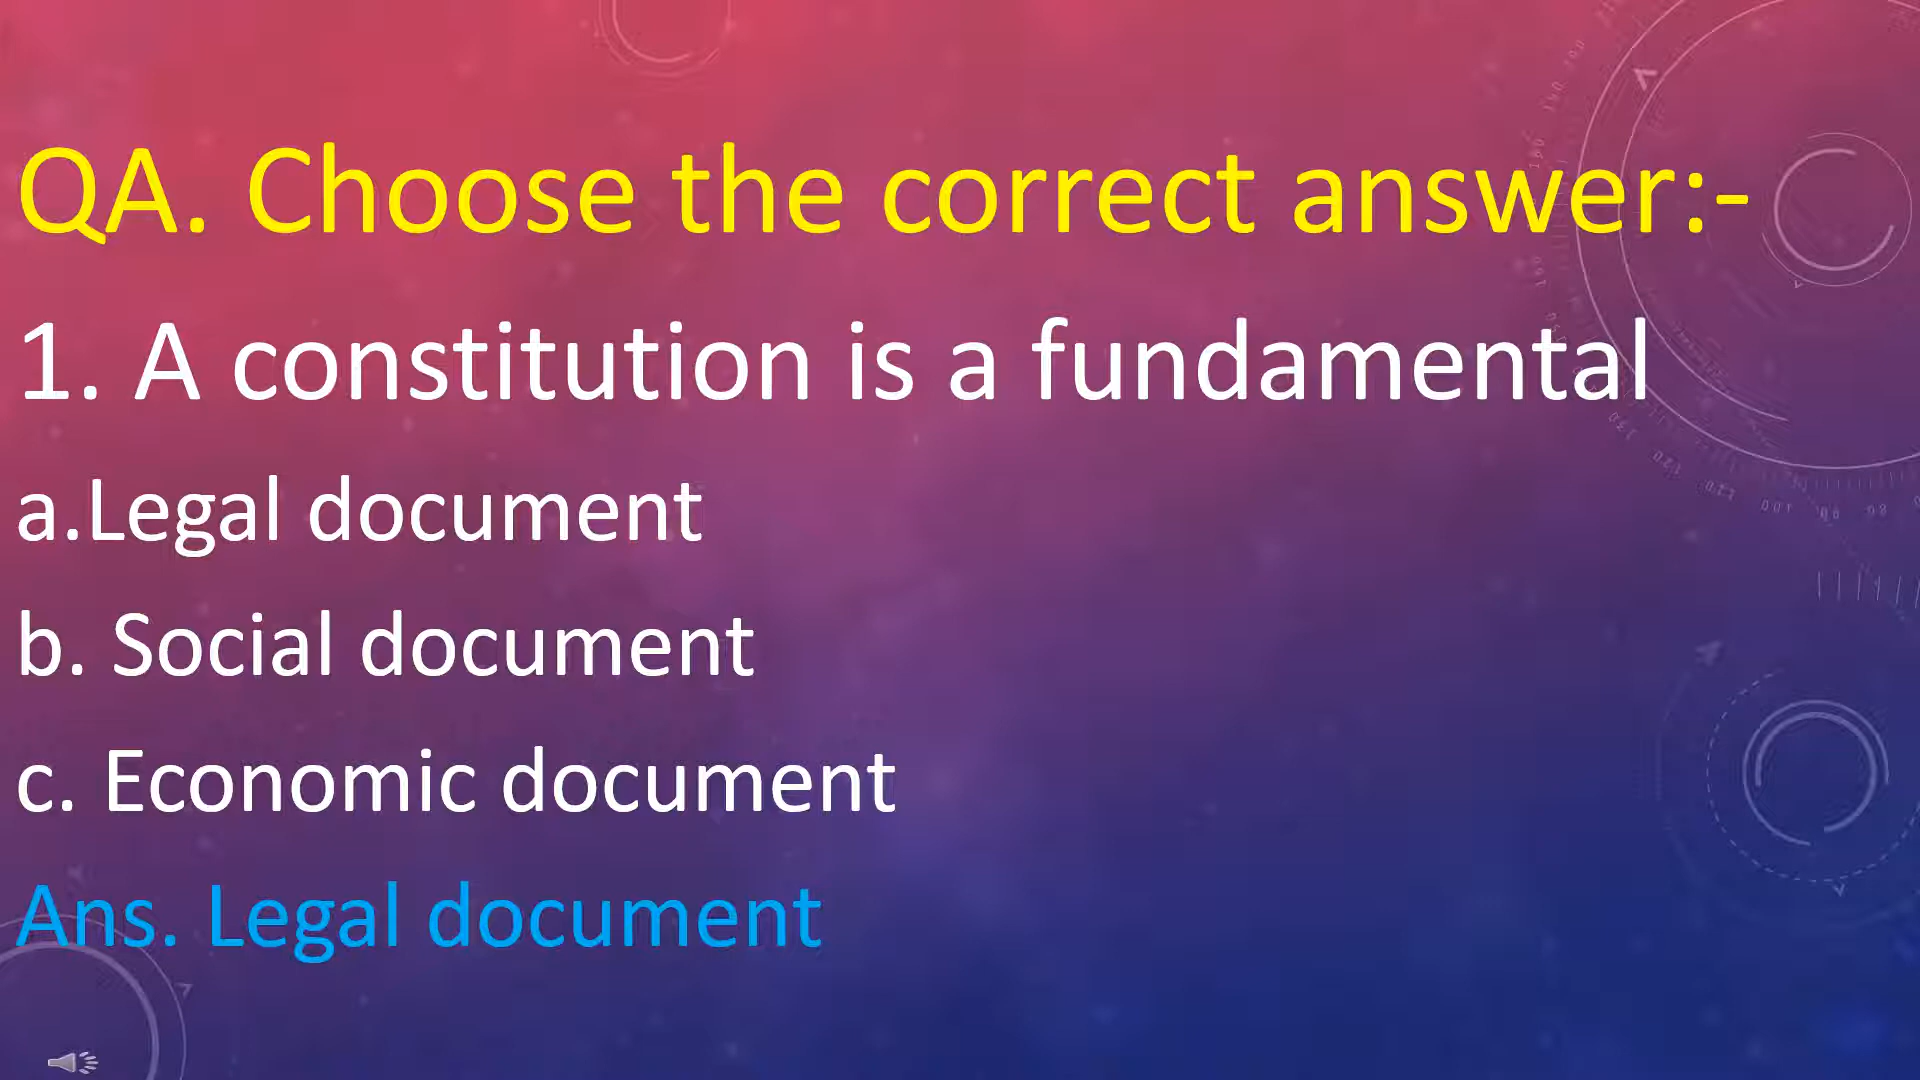 QA. Choose the correct answer:-
1. A constitution is a fundamental
a.Legal document
b. Social document
c. Economic document
Ans. Legal document